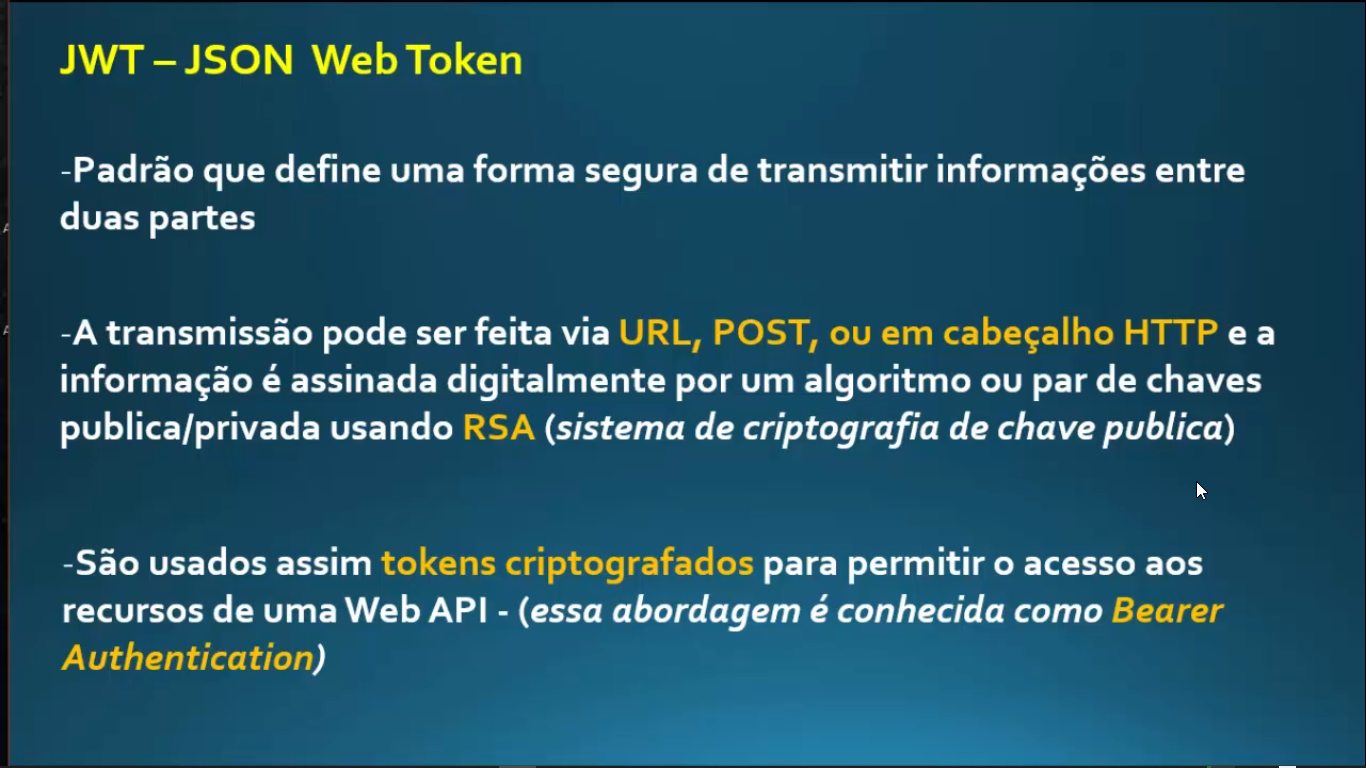 JWT – JSON Web Token
-Padrão que define uma forma segura de transmitir informações entre
duas partes
-A transmissão pode ser feita via URL, POST, ou em cabeçalho HTTP e a
informação é assinada digitalmente por um algoritmo ou par de chaves
publica/privada usando RSA (sistema de criptografia de chave publica)
-São usados assim tokens criptografados para permitir o acesso aos
recursos de uma Web API - (essa abordagem é conhecida como Bearer
Authentication)